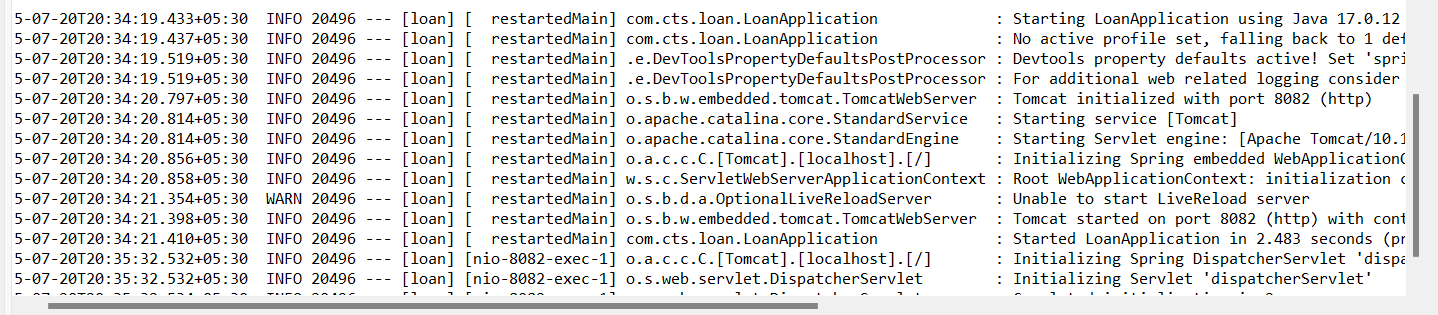 5-07-20T20:34:19.433+05:30  INFO 20496 --- [loan] [  restartedMain] com.cts.loan.LoanApplication             : Starting LoanApplication using Java 17.0.12
5-07-20T20:34:19.437+05:30  INFO 20496 --- [loan] [  restartedMain] com.cts.loan.LoanApplication             : No active profile set, falling back to 1 def
5-07-20T20:34:19.519+05:30  INFO 20496 --- [loan] [  restartedMain] .e.DevToolsPropertyDefaultsPostProcessor : Devtools property defaults active! Set 'spri
5-07-20T20:34:19.519+05:30  INFO 20496 --- [loan] [  restartedMain] .e.DevToolsPropertyDefaultsPostProcessor : For additional web related logging consider
5-07-20T20:34:20.797+05:30  INFO 20496 --- [loan] [  restartedMain] o.s.b.w.embedded.tomcat.TomcatWebServer  : Tomcat initialized with port 8082 (http)
5-07-20T20:34:20.814+05:30  INFO 20496 --- [loan] [  restartedMain] o.apache.catalina.core.StandardService   : Starting service [Tomcat]
5-07-20T20:34:20.814+05:30  INFO 20496 --- [loan] [  restartedMain] o.apache.catalina.core.StandardEngine    : Starting Servlet engine: [Apache Tomcat/10.1
5-07-20T20:34:20.856+05:30  INFO 20496 --- [loan] [  restartedMain] o.a.c.c.C.[Tomcat].[localhost].[/]       : Initializing Spring embedded WebApplicationC
5-07-20T20:34:20.858+05:30  INFO 20496 --- [loan] [  restartedMain] w.s.c.ServletWebServerApplicationContext : Root WebApplicationContext: initialization c
5-07-20T20:34:21.354+05:30  WARN 20496 --- [loan] [  restartedMain] o.s.b.d.a.OptionalLiveReloadServer       : Unable to start LiveReload server
5-07-20T20:34:21.398+05:30  INFO 20496 --- [loan] [  restartedMain] o.s.b.w.embedded.tomcat.TomcatWebServer  : Tomcat started on port 8082 (http) with cont
5-07-20T20:34:21.410+05:30  INFO 20496 --- [loan] [  restartedMain] com.cts.loan.LoanApplication             : Started LoanApplication in 2.483 seconds (pr
5-07-20T20:35:32.532+05:30  INFO 20496 --- [loan] [nio-8082-exec-1] o.a.c.c.C.[Tomcat].[localhost].[/]       : Initializing Spring DispatcherServlet 'dispa
5-07-20T20:35:32.532+05:30  INFO 20496 --- [loan] [nio-8082-exec-1] o.s.web.servlet.DispatcherServlet        : Initializing Servlet 'dispatcherServlet'